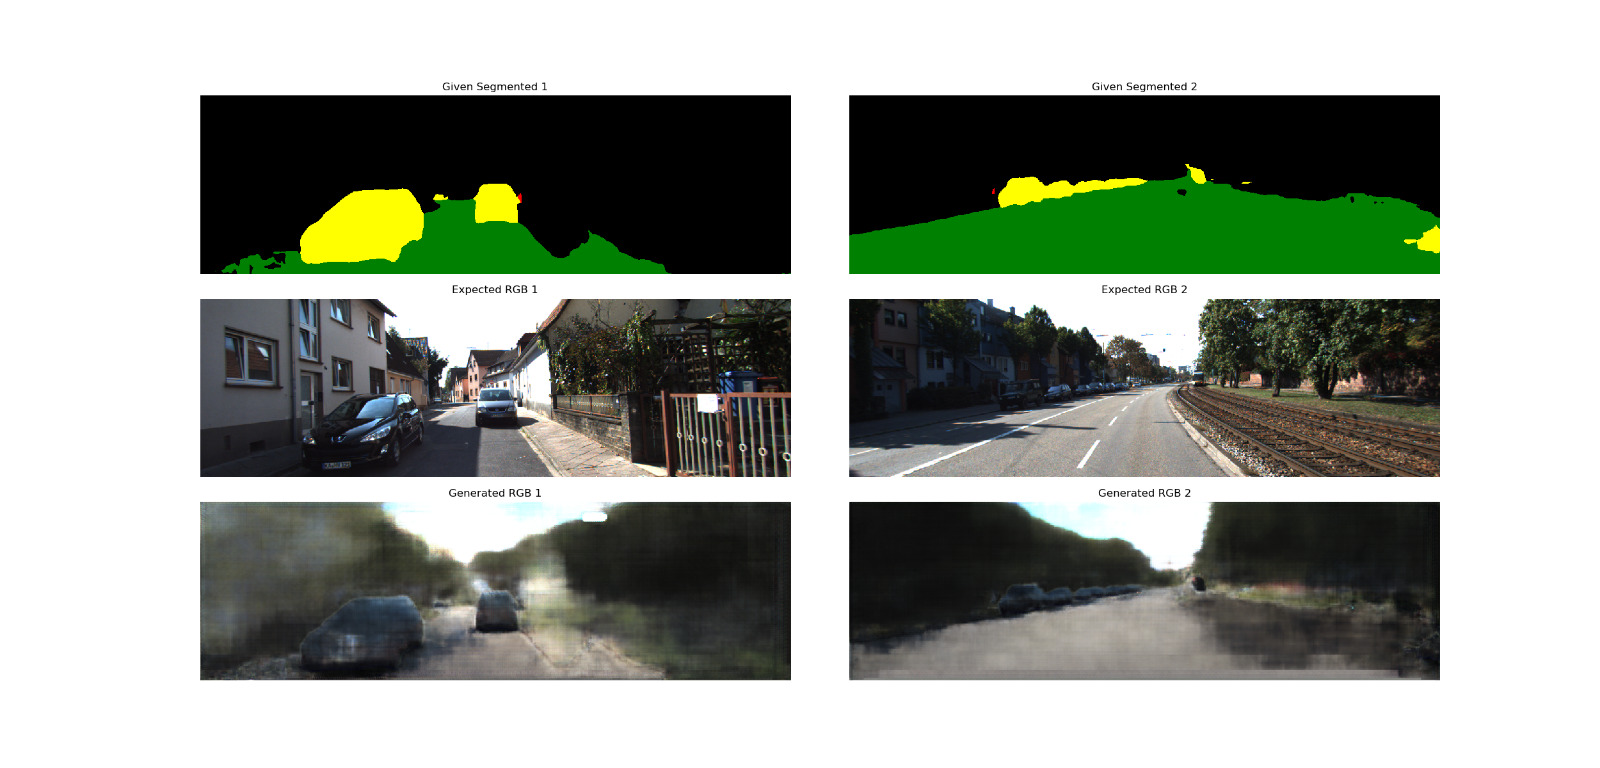 Given Segmented 1
Given Segmented 2
Expected RGB 1
Expected RGB 2
Generated RGB 1
Generated RGB 2